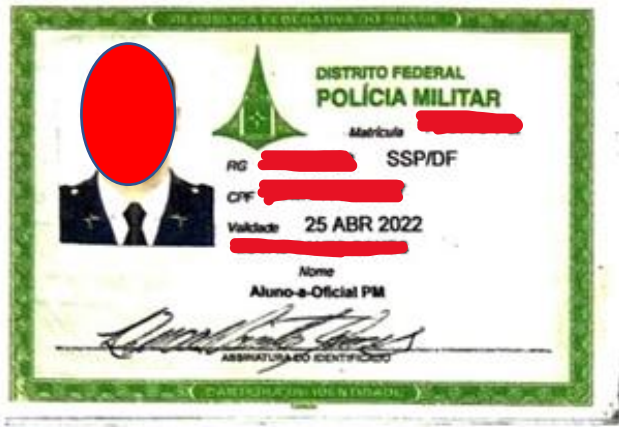 REPÚBLICA FEDERATIVA DO BRASIL
DISTRITO FEDERAL
POLÍCIA MILITAR
Matrícula
RG SSP/DF
CPF
Validade 25 ABR 2022
Nome
Aluno-a-Oficial PM
ASSINATURA DO IDENTIFICADO
CARTEIRA DE IDENTIDADE